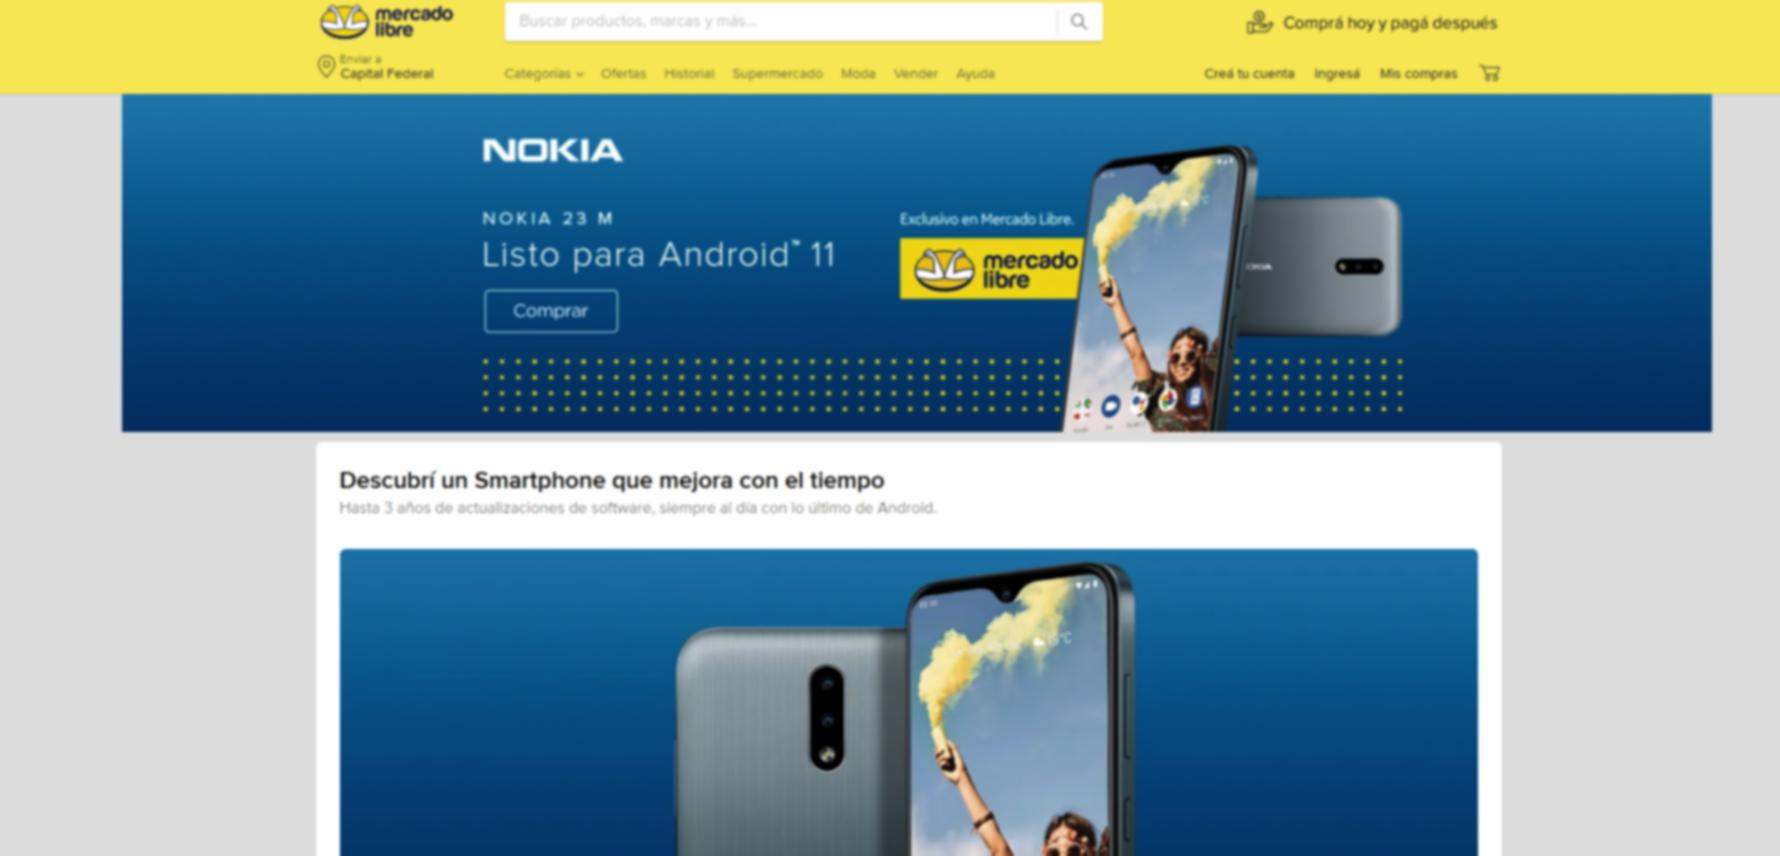 mercado
libre
Buscar productos, marcas y más...
Comprá hoy y pagá después
Enviar a
Capital Federal
Categorías
Ofertas
Historial
Supermercado
Moda
Vender
Ayuda
Creá tu cuenta
Ingresá
Mis compras
NOKIA
NOKIA 23 M
Listo para Android™ 11
Comprar
Exclusivo en Mercado Libre.
mercado
libre
Descubrí un Smartphone que mejora con el tiempo
Hasta 3 años de actualizaciones de software, siempre al día con lo último de Android.